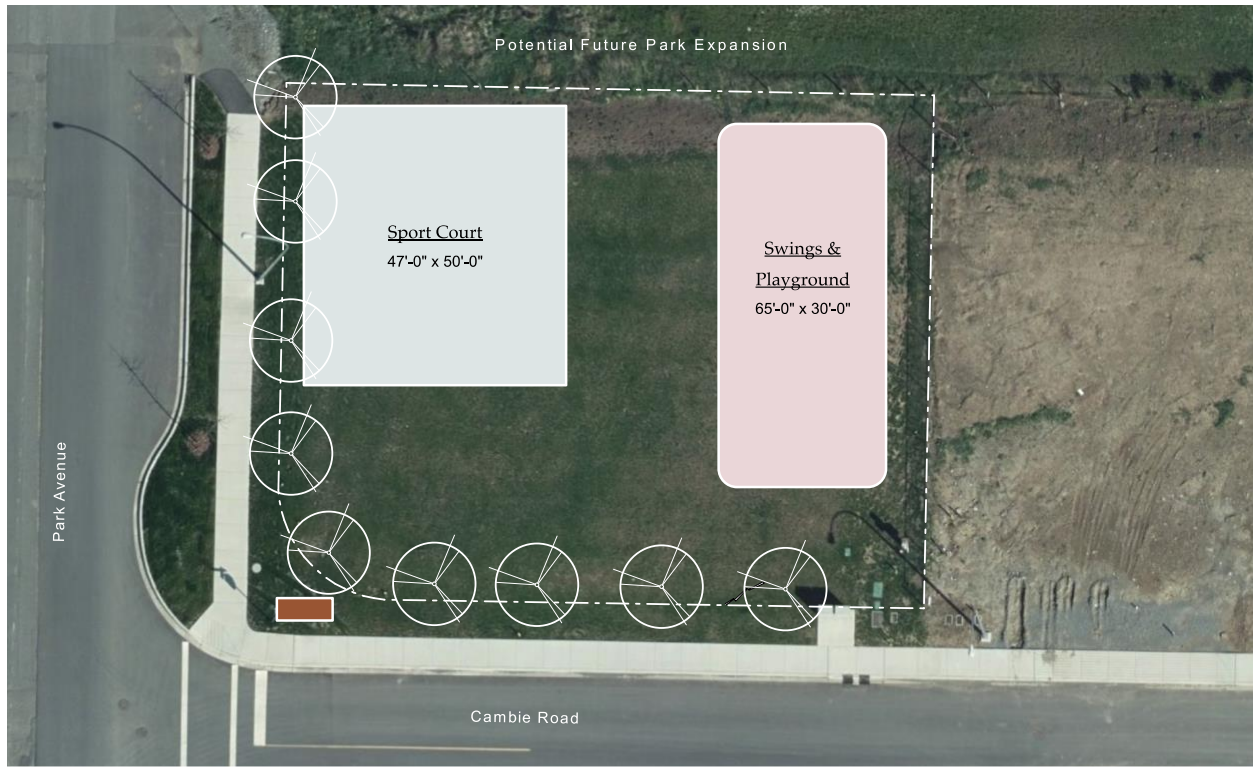 Potential Future Park Expansion
Sport Court
47'-0" x 50'-0"
Swings &
Playground
65'-0" x 30'-0"
Park Avenue
Cambie Road